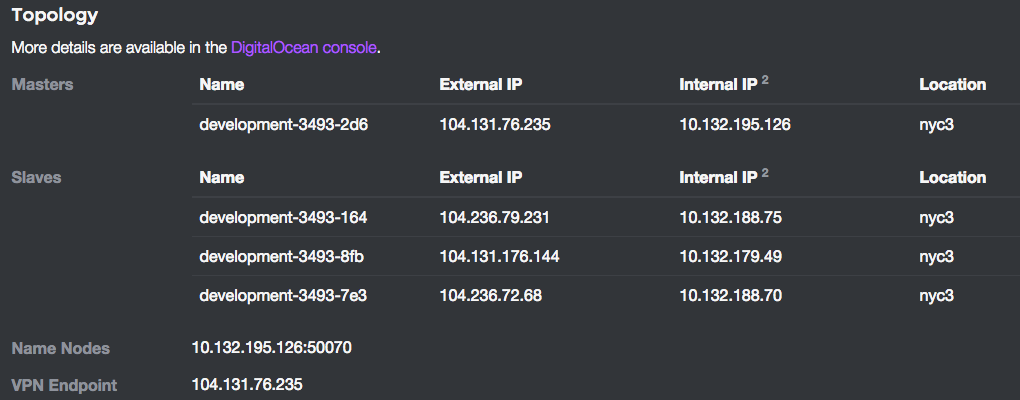 Topology
More details are available in the DigitalOcean console.
Masters Name External IP Internal IP 2 Location
development-3493-2d6 104.131.76.235 10.132.195.126 nyc3
Slaves Name External IP Internal IP 2 Location
development-3493-164 104.236.79.231 10.132.188.75 nyc3
development-3493-8fb 104.131.176.144 10.132.179.49 nyc3
development-3493-7e3 104.236.72.68 10.132.188.70 nyc3
Name Nodes 10.132.195.126:50070
VPN Endpoint 104.131.76.235